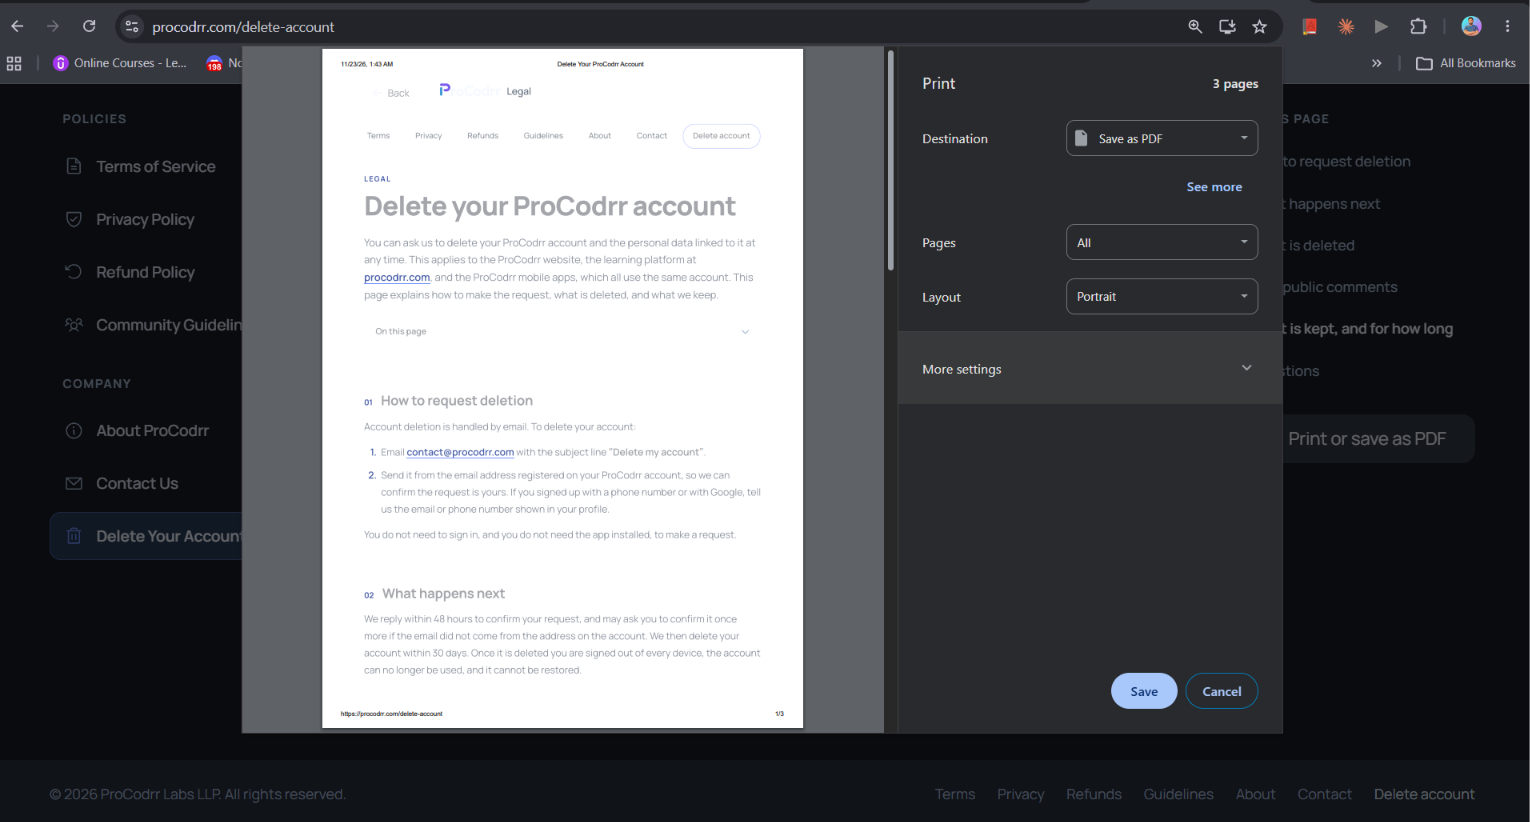 procodrr.com/delete-account
Online Courses - Le...
198
All Bookmarks
POLICIES
Terms of Service
Privacy Policy
Refund Policy
Community Guidelin
COMPANY
About ProCodrr
Contact Us
Delete Your Accoun
11/23/26, 1:43 AM
Delete Your ProCodrr Account
Back
ProCodrr Legal
Terms
Privacy
Refunds
Guidelines
About
Contact
Delete account
LEGAL
Delete your ProCodrr account
You can ask us to delete your ProCodrr account and the personal data linked to it at
any time. This applies to the ProCodrr website, the learning platform at
procodrr.com, and the ProCodrr mobile apps, which all use the same account. This
page explains how to make the request, what is deleted, and what we keep.
On this page
01 How to request deletion
Account deletion is handled by email. To delete your account:
1. Email contact@procodrr.com with the subject line "Delete my account".
2. Send it from the email address registered on your ProCodrr account, so we can
confirm the request is yours. If you signed up with a phone number or with Google, tell
us the email or phone number shown in your profile.
You do not need to sign in, and you do not need the app installed, to make a request.
02 What happens next
We reply within 48 hours to confirm your request, and may ask you to confirm it once
more if the email did not come from the address on the account. We then delete your
account within 30 days. Once it is deleted you are signed out of every device, the account
can no longer be used, and it cannot be restored.
https://procodrr.com/delete-account
1/3
Print
3 pages
Destination
Save as PDF
See more
Pages
All
Layout
Portrait
More settings
Save
Cancel
S PAGE
to request deletion
happens next
is deleted
public comments
t is kept, and for how long
stions
Print or save as PDF
© 2026 ProCodrr Labs LLP. All rights reserved.
Terms
Privacy
Refunds
Guidelines
About
Contact
Delete account